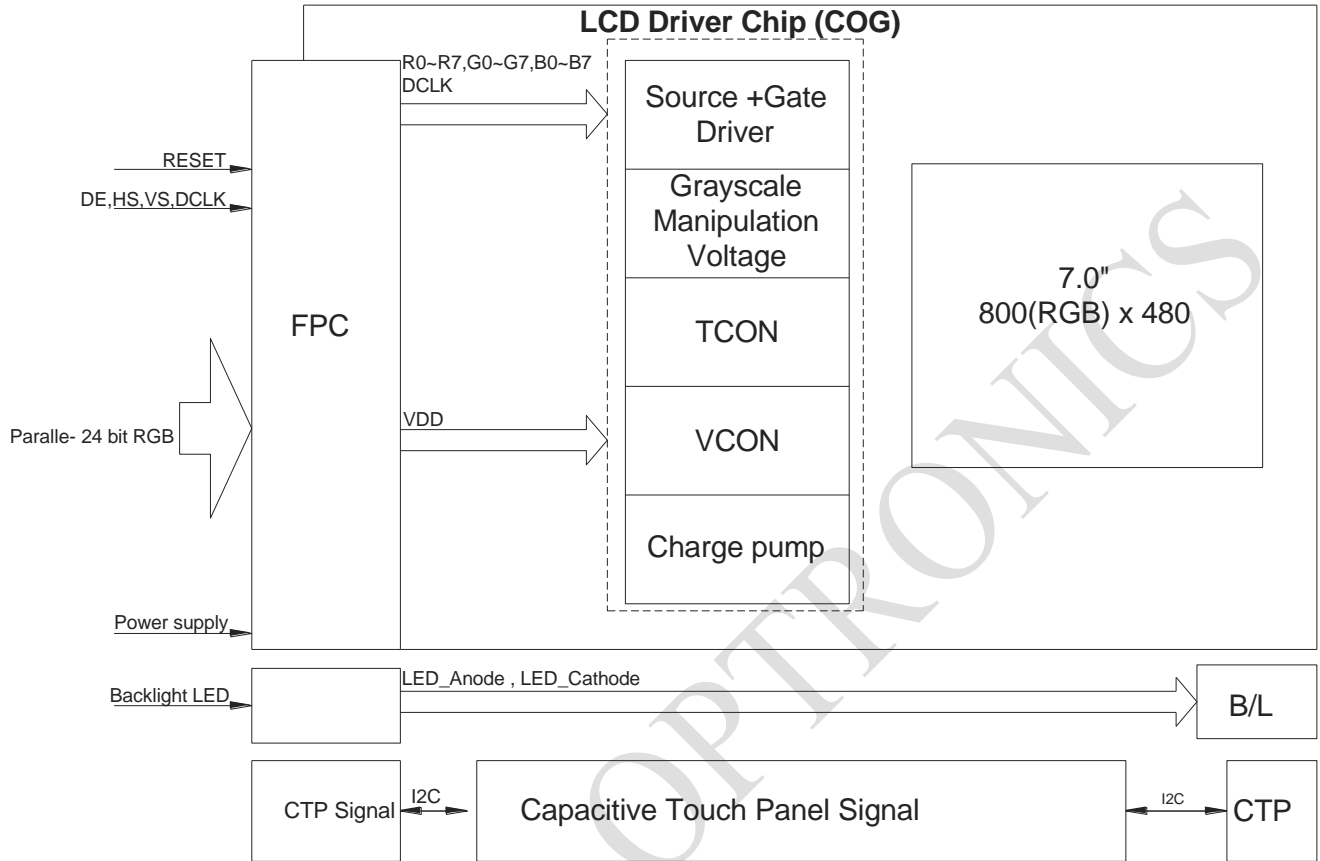 LCD Driver Chip (COG)
R0~R7,G0~G7,B0~B7
DCLK
Source +Gate
Driver
RESET
DE,HS,VS,DCLK
Grayscale
Manipulation
Voltage
7.0"
800(RGB) x 480
FPC
TCON
Paralle- 24 bit RGB
VDD
VCON
Charge pump
Power supply
Backlight LED
LED_Anode , LED_Cathode
B/L
CTP Signal
I2C
Capacitive Touch Panel Signal
I2C
CTP
OPTRONICS